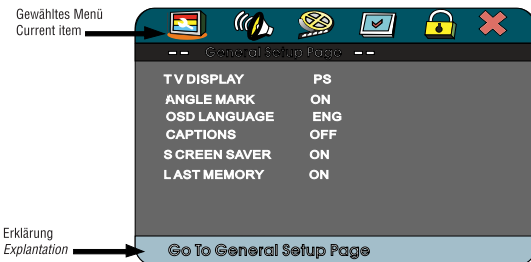 Gewähltes Menü
Current item
-- General Setup Page --
TV DISPLAY PS
ANGLE MARK ON
OSD LANGUAGE ENG
CAPTIONS OFF
SCREEN SAVER ON
LAST MEMORY ON
Erklärung
Explantation
Go To General Setup Page